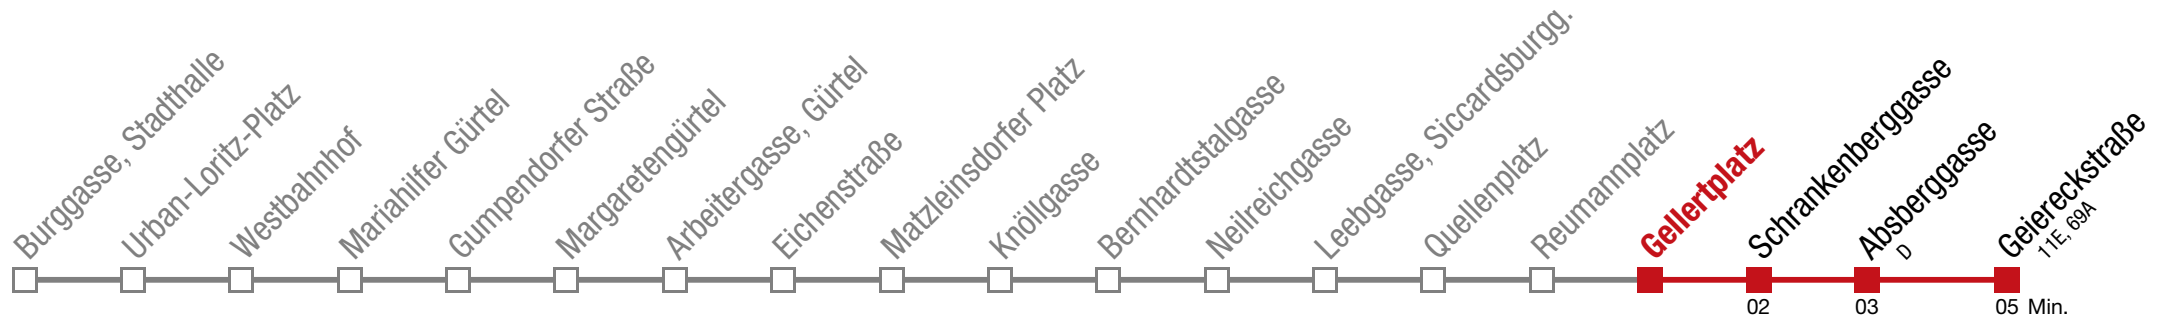 Burggasse, Stadthalle
Urban-Loritz-Platz
Westbahnhof
Mariahilfer Gürtel
Gumpendorfer Straße
Margaretengürtel
Arbeitergasse, Gürtel
Eichenstraße
Matzleinsdorfer Platz
Knöllgasse
Bernhardtstalgasse
Neilreichgasse
Leebgasse, Siccardsburgg.
Quellenplatz
Reumannplatz
Gellertplatz
Schrankenberggasse
Absberggasse
D
Geiereckstraße
11E, 69A
02 03 05 Min.